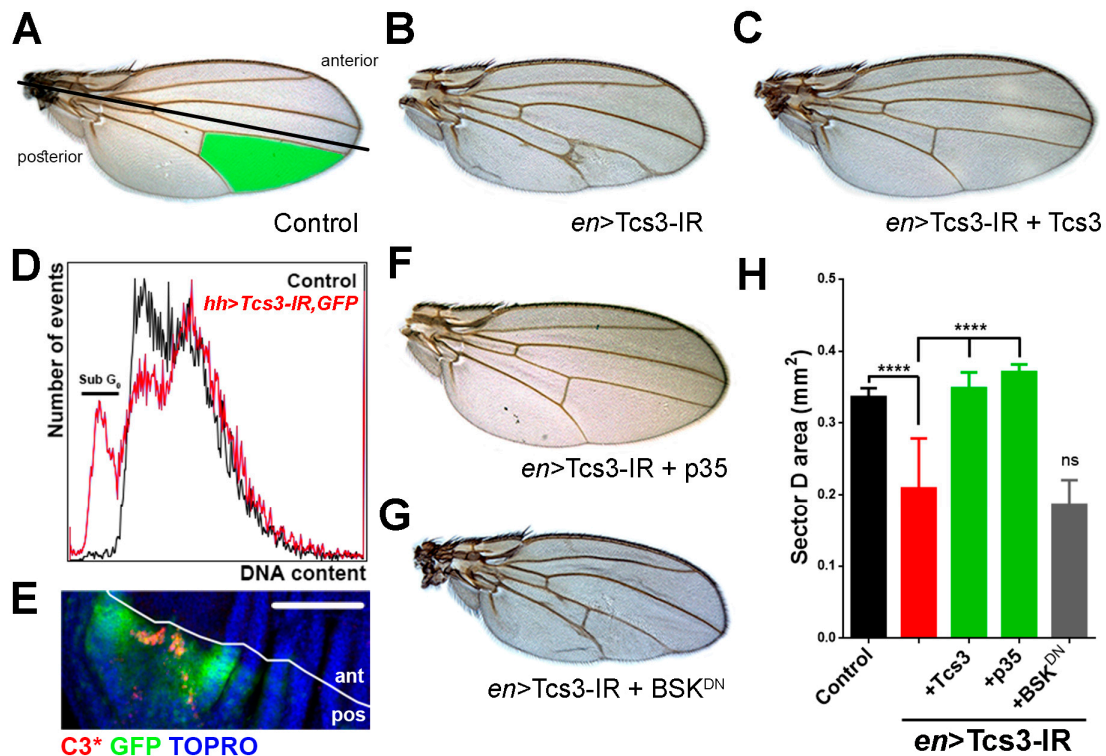 A
anterior
posterior
Control
B
en>Tcs3-IR
C
en>Tcs3-IR + Tcs3
D
Number of events
Control
hh>Tcs3-IR,GFP
Sub G0
DNA content
E
ant
pos
C3* GFP TOPRO
F
en>Tcs3-IR + p35
G
en>Tcs3-IR + BSKDN
H
Sector D area (mm2)
0.5
0.4
0.3
0.2
0.1
0.0
****
****
ns
Control
+Tcs3
+p35
+BSKDN
en>Tcs3-IR